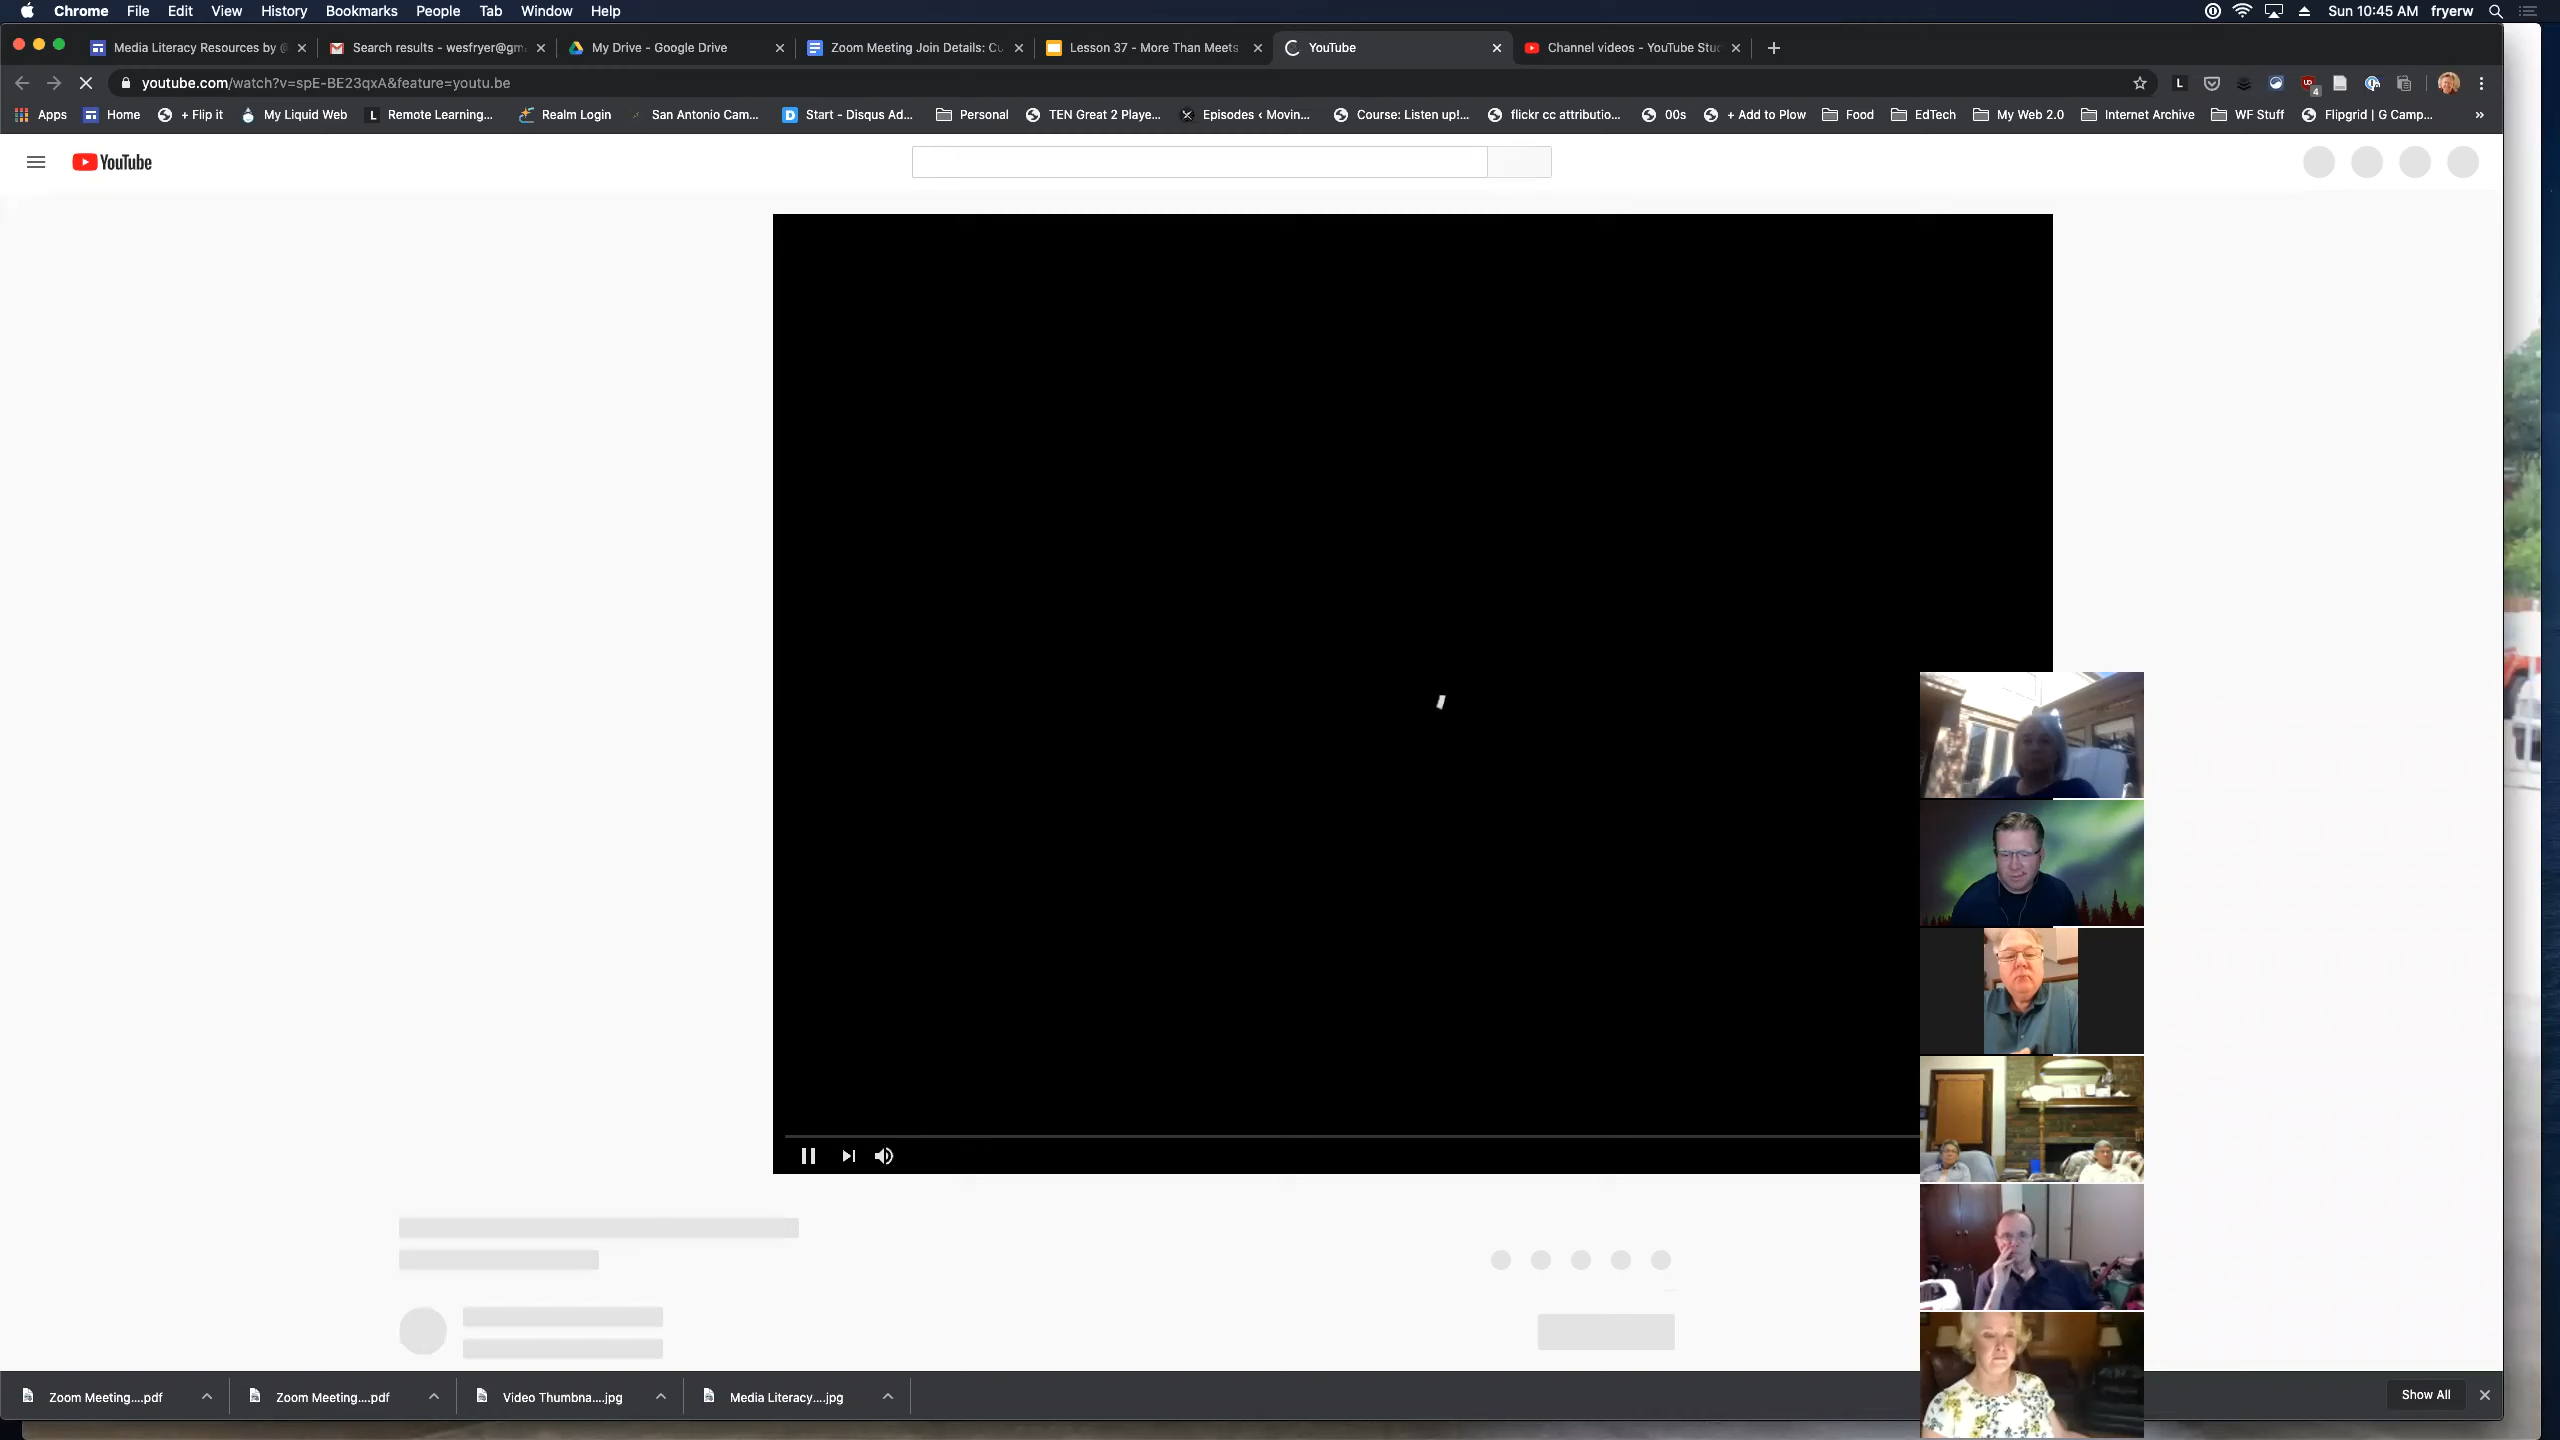 Chrome File Edit View History Bookmarks People Tab Window Help Sun 10:45 AM fryerw
Media Literacy Resources by @ Search results - wesfryer@gma My Drive - Google Drive Zoom Meeting Join Details: Cu Lesson 37 - More Than Meets YouTube Channel videos - YouTube Stud
youtube.com/watch?v=spE-BE23qxA&feature=youtu.be L 4
Apps Home + Flip it My Liquid Web L Remote Learning... Realm Login San Antonio Cam... D Start - Disqus Ad... Personal TEN Great 2 Playe... Episodes ‹ Movin... Course: Listen up!... flickr cc attributio... 00s + Add to Plow Food EdTech My Web 2.0 Internet Archive WF Stuff Flipgrid | G Camp... »
YouTube
Zoom Meeting....pdf Zoom Meeting....pdf Video Thumbna....jpg Media Literacy....jpg Show All